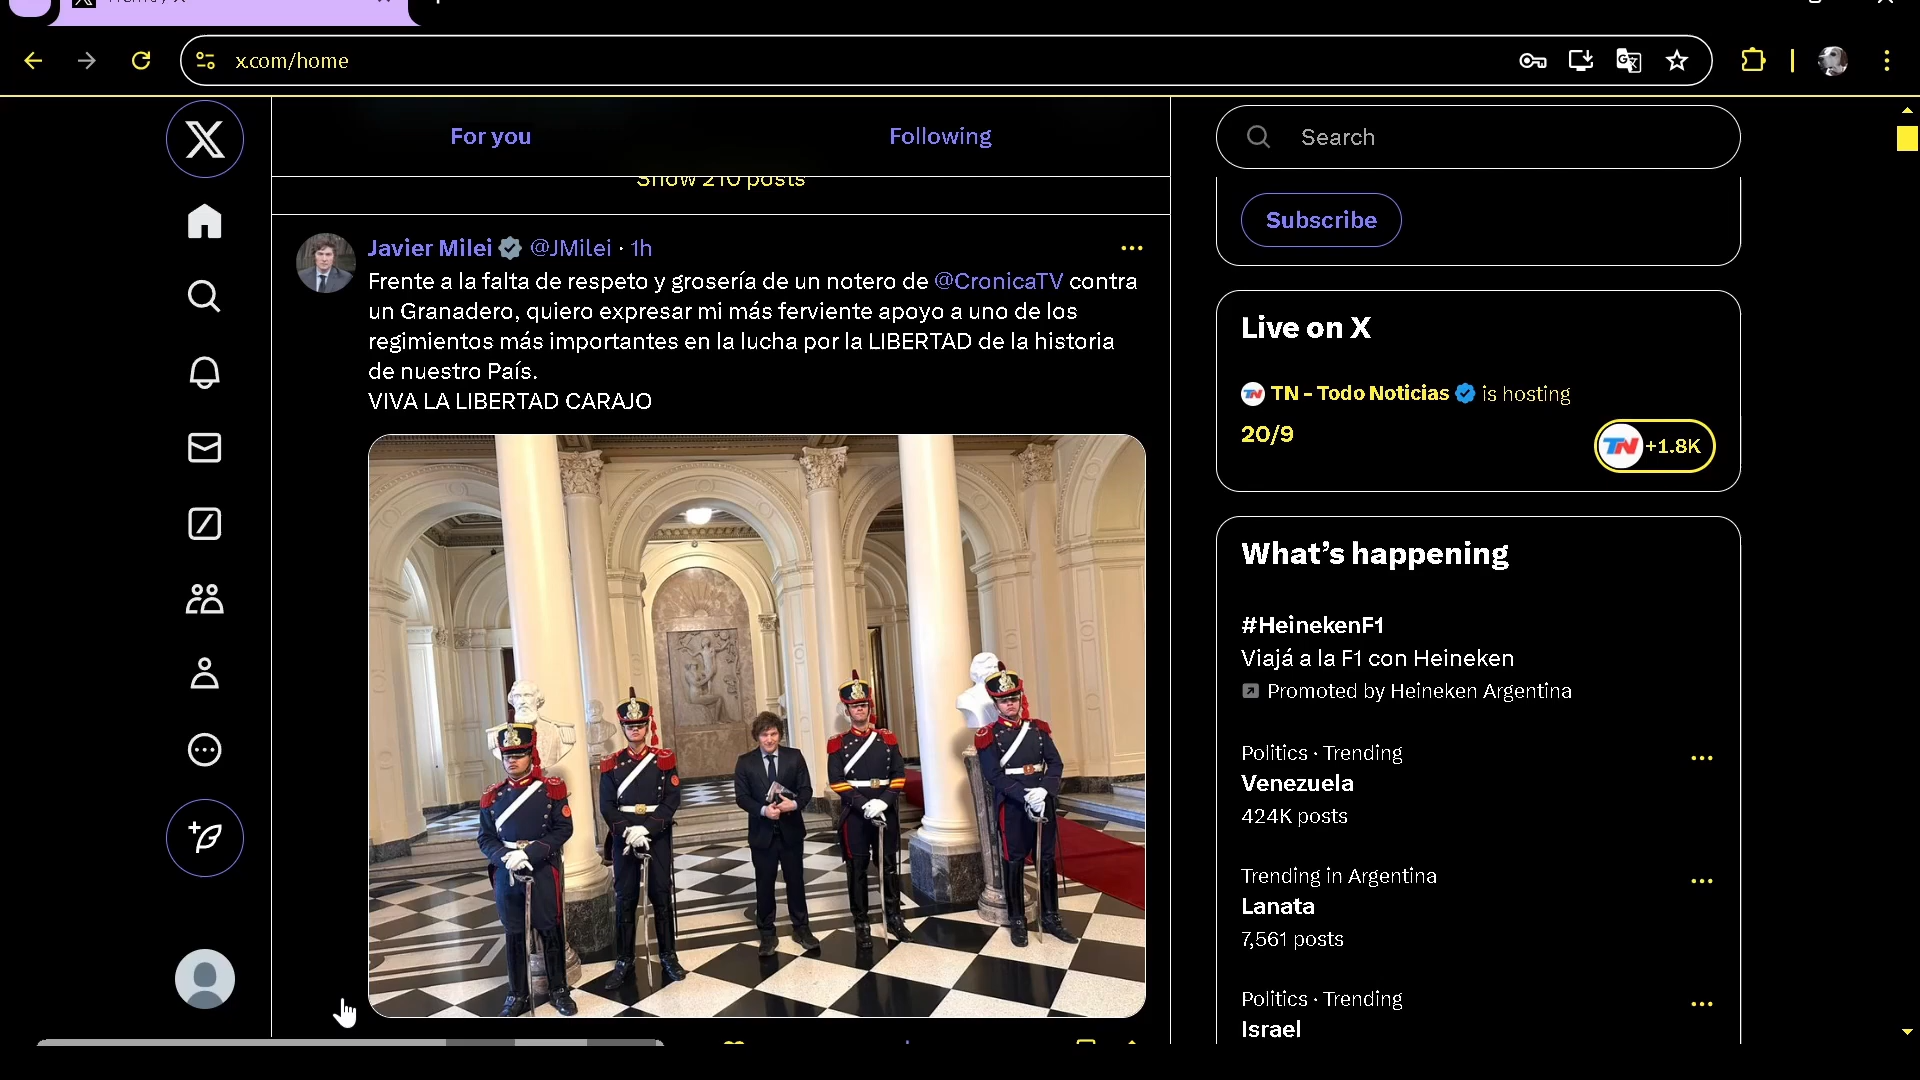 x.com/home
For you
Following
Search
Show 210 posts
Subscribe
Javier Milei @JMilei · 1h
Frente a la falta de respeto y grosería de un notero de @CronicaTV contra
un Granadero, quiero expresar mi más ferviente apoyo a uno de los
regimientos más importantes en la lucha por la LIBERTAD de la historia
de nuestro País.
VIVA LA LIBERTAD CARAJO
Live on X
TN - Todo Noticias is hosting
20/9
TN +1.8K
What's happening
#HeinekenF1
Viajá a la F1 con Heineken
Promoted by Heineken Argentina
Politics · Trending
Venezuela
424K posts
Trending in Argentina
Lanata
7,561 posts
Politics · Trending
Israel